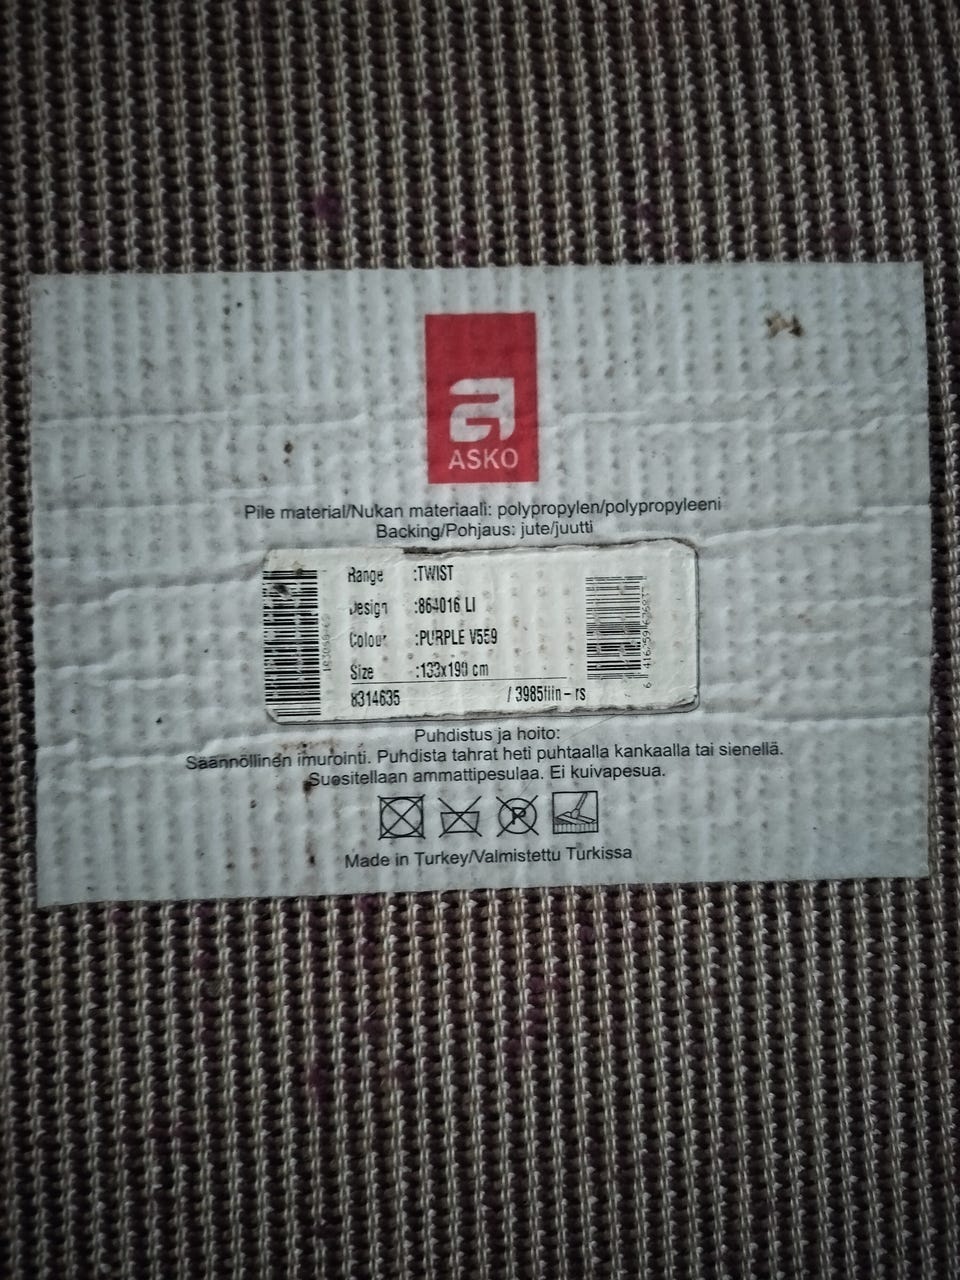 a
ASKO
Pile material/Nukan materiaali: polypropylen/polypropyleeni
Backing/Pohjaus: jute/juutti
Range :TWIST
Design :864016 LI
Colour :PURPLE V559
Size :133x190 cm
8314635 / 3985fiin-rs
Puhdistus ja hoito:
Säännöllinen imurointi. Puhdista tahrat heti puhtaalla kankaalla tai sienellä.
Suositellaan ammattipesulaa. Ei kuivapesua.
P
Made in Turkey/Valmistettu Turkissa